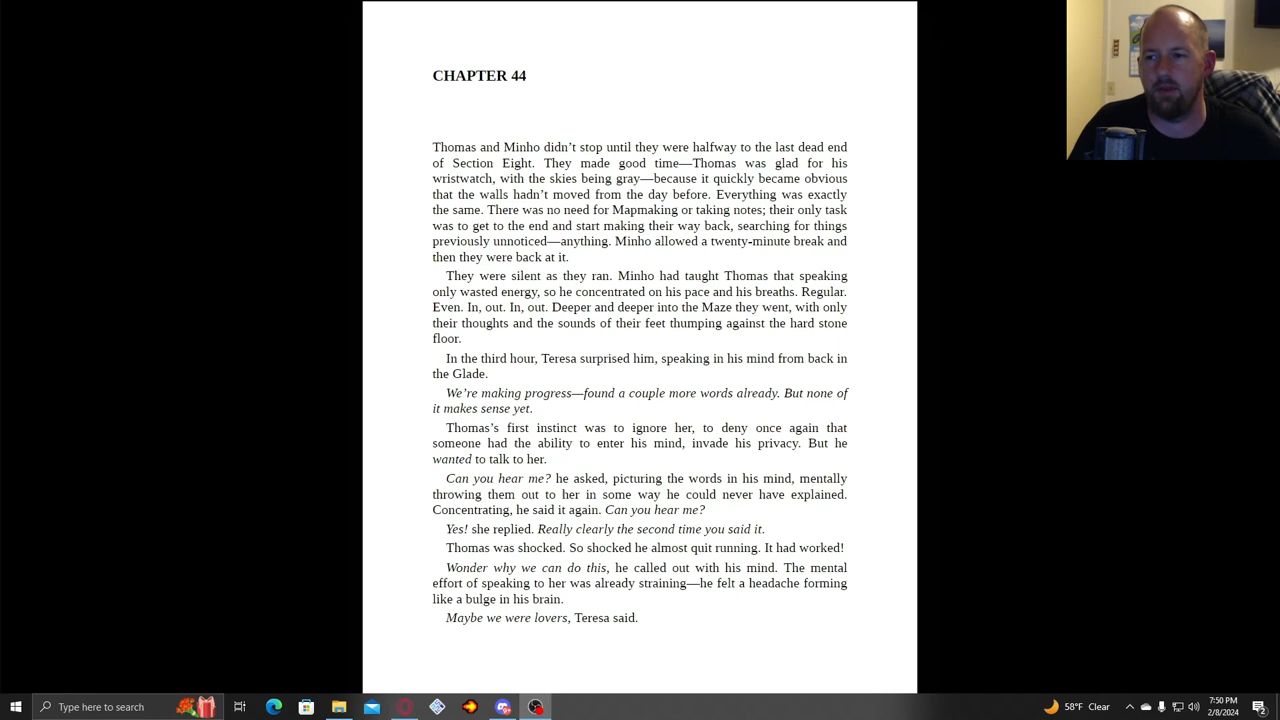 CHAPTER 44
Thomas and Minho didn’t stop until they were halfway to the last dead end
of Section Eight. They made good time—Thomas was glad for his
wristwatch, with the skies being gray—because it quickly became obvious
that the walls hadn’t moved from the day before. Everything was exactly
the same. There was no need for Mapmaking or taking notes; their only task
was to get to the end and start making their way back, searching for things
previously unnoticed—anything. Minho allowed a twenty-minute break and
then they were back at it.
They were silent as they ran. Minho had taught Thomas that speaking
only wasted energy, so he concentrated on his pace and his breaths. Regular.
Even. In, out. In, out. Deeper and deeper into the Maze they went, with only
their thoughts and the sounds of their feet thumping against the hard stone
floor.
In the third hour, Teresa surprised him, speaking in his mind from back in
the Glade.
We’re making progress—found a couple more words already. But none of
it makes sense yet.
Thomas’s first instinct was to ignore her, to deny once again that
someone had the ability to enter his mind, invade his privacy. But he
wanted to talk to her.
Can you hear me? he asked, picturing the words in his mind, mentally
throwing them out to her in some way he could never have explained.
Concentrating, he said it again. Can you hear me?
Yes! she replied. Really clearly the second time you said it.
Thomas was shocked. So shocked he almost quit running. It had worked!
Wonder why we can do this, he called out with his mind. The mental
effort of speaking to her was already straining—he felt a headache forming
like a bulge in his brain.
Maybe we were lovers, Teresa said.
Type here to search
58°F Clear
7:50 PM
2/8/2024
2